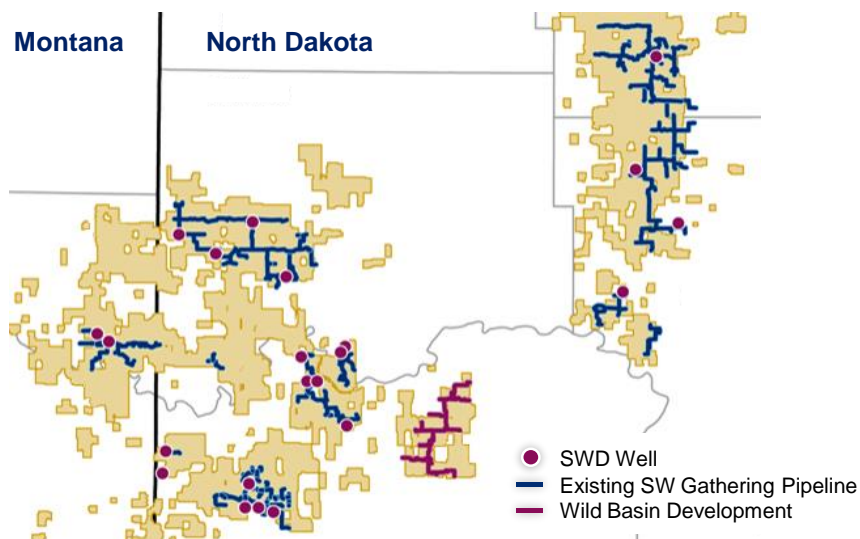 Montana
North Dakota
SWD Well
Existing SW Gathering Pipeline
Wild Basin Development